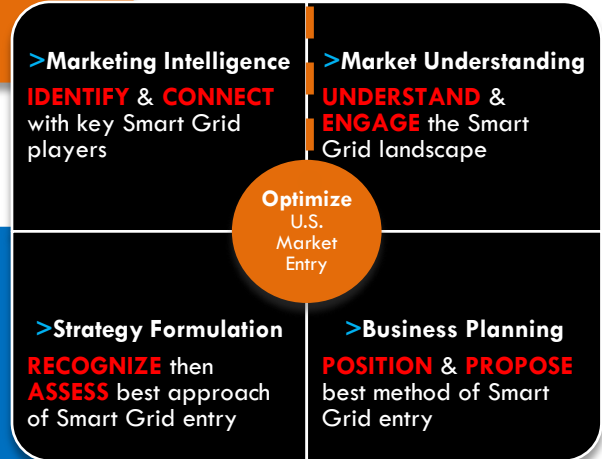 >Marketing Intelligence
IDENTIFY & CONNECT
with key Smart Grid
players
>Market Understanding
UNDERSTAND &
ENGAGE the Smart
Grid landscape
Optimize
U.S.
Market
Entry
>Strategy Formulation
RECOGNIZE then
ASSESS best approach
of Smart Grid entry
>Business Planning
POSITION & PROPOSE
best method of Smart
Grid entry